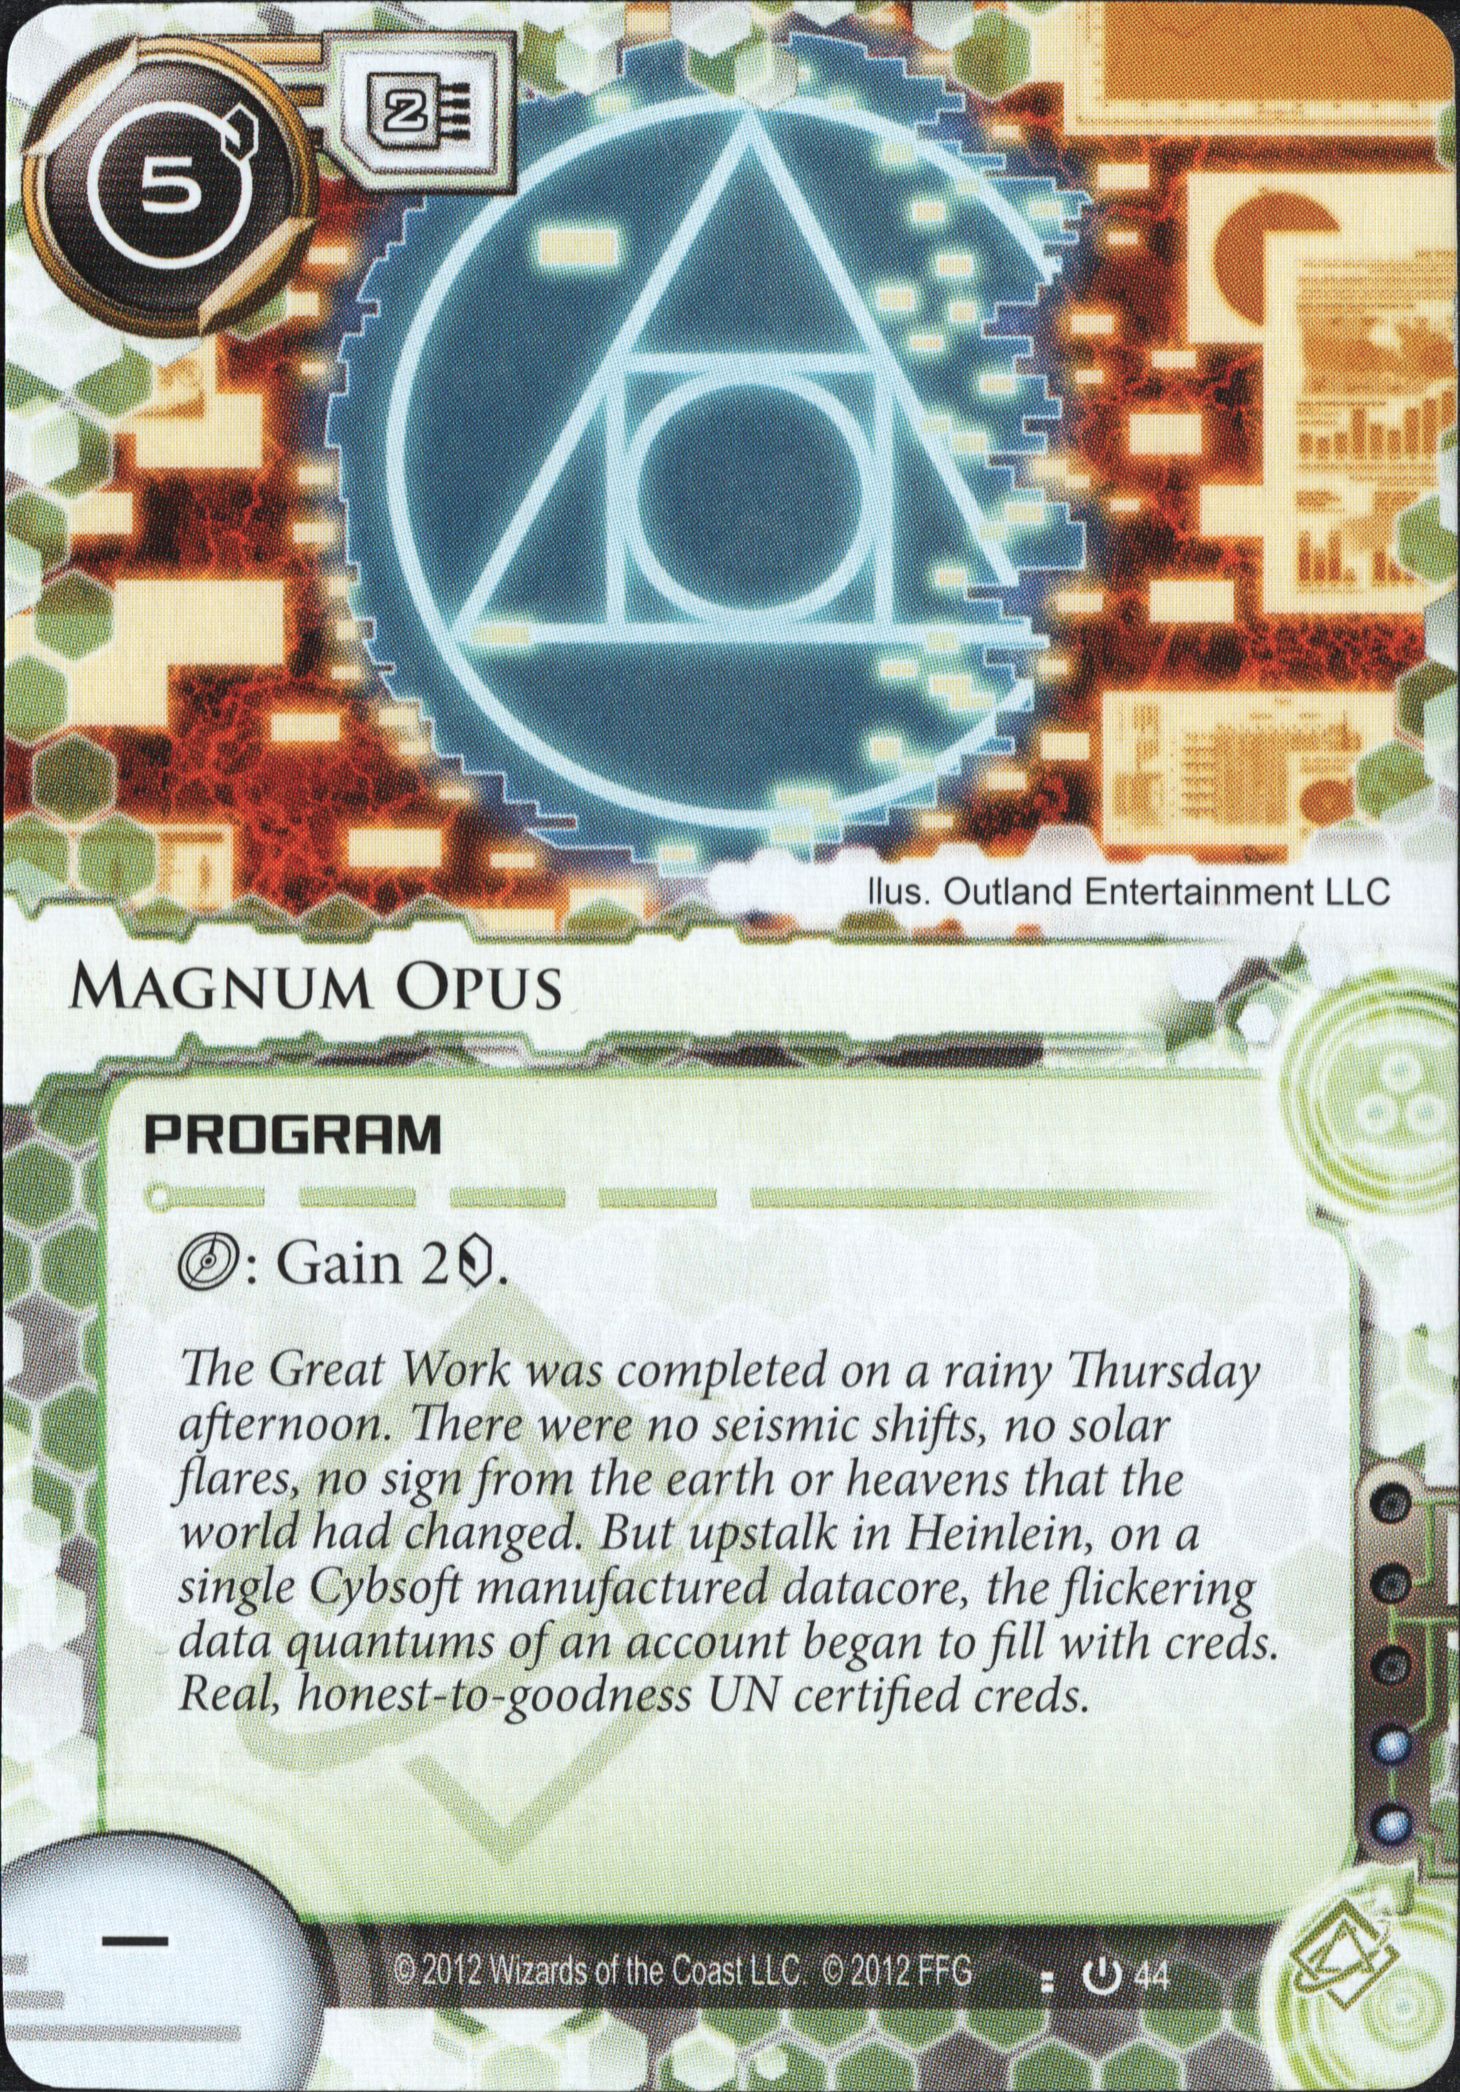 5
2
Ilus. Outland Entertainment LLC
MAGNUM OPUS
PROGRAM
: Gain 2.
The Great Work was completed on a rainy Thursday
afternoon. There were no seismic shifts, no solar
flares, no sign from the earth or heavens that the
world had changed. But upstalk in Heinlein, on a
single Cybsoft manufactured datacore, the flickering
data quantums of an account began to fill with creds.
Real, honest-to-goodness UN certified creds.
–
© 2012 Wizards of the Coast LLC. © 2012 FFG
44